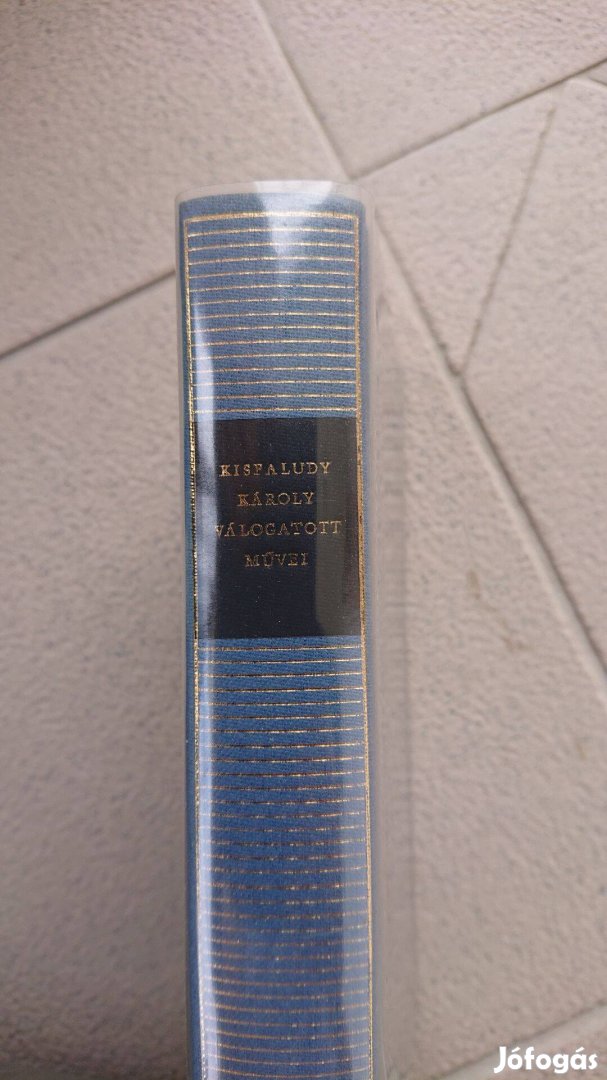 KISFALUDY
KÁROLY
VÁLOGATOTT
MŰVEI
Jófogás